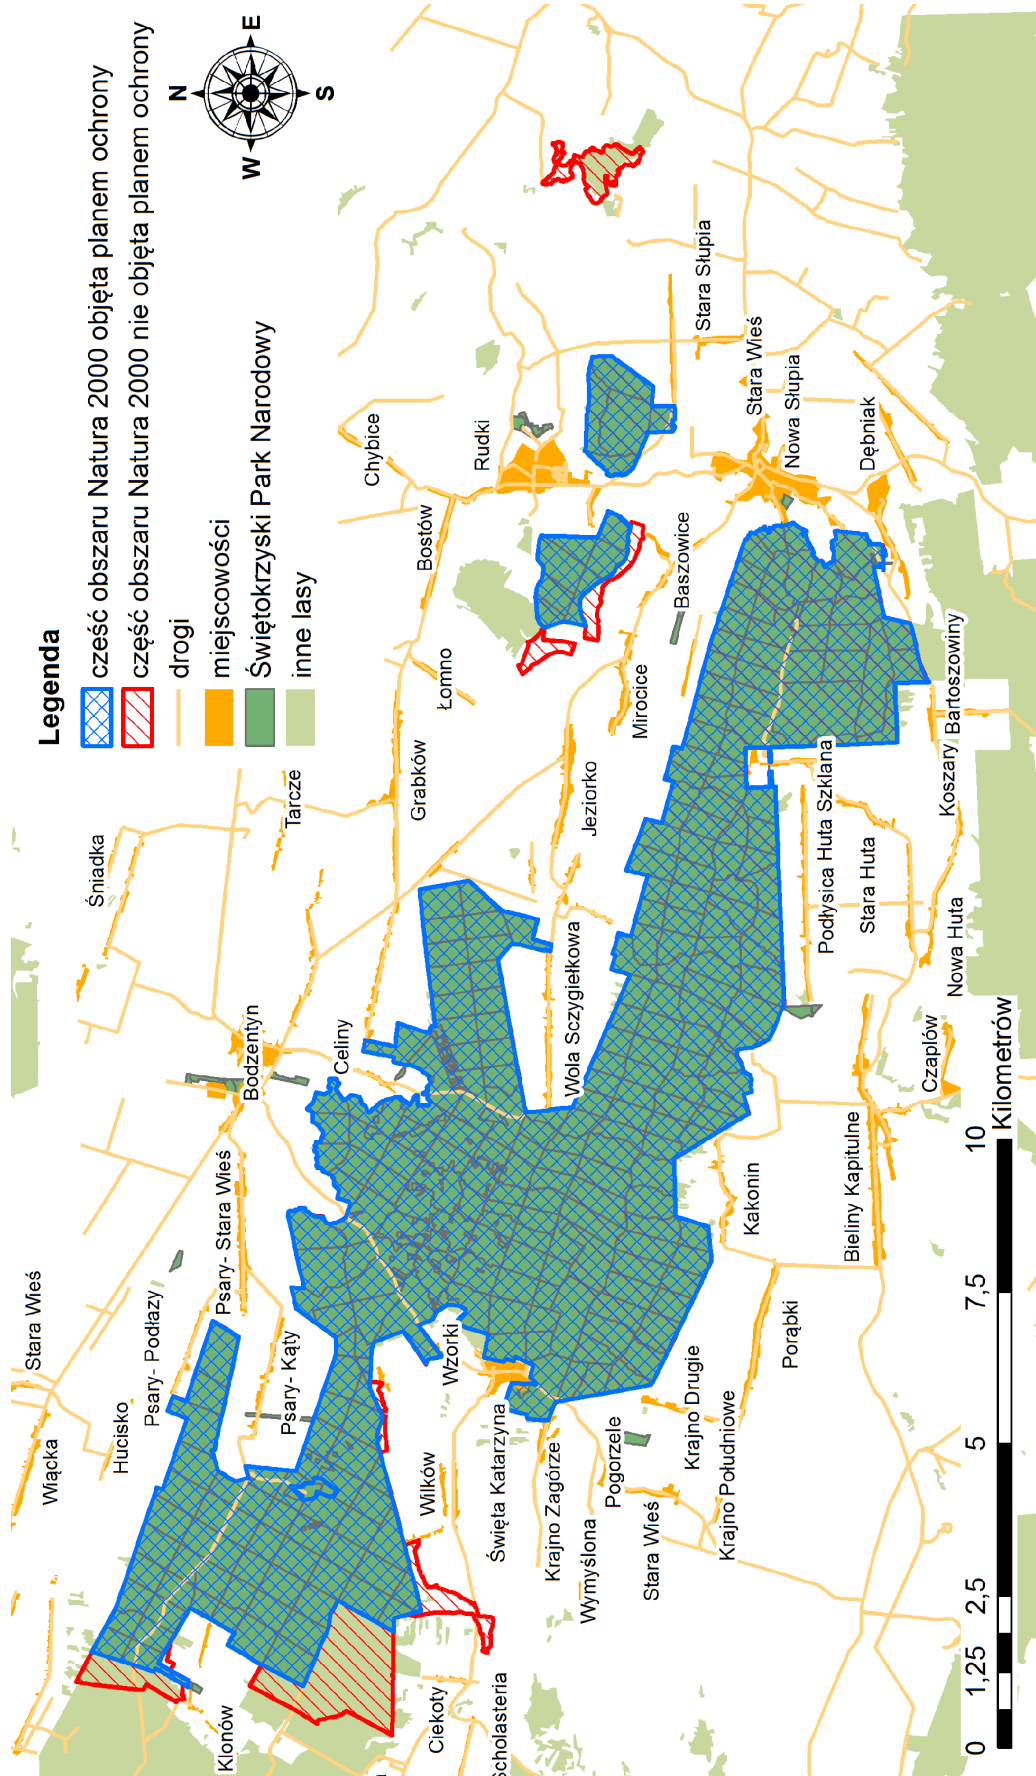 Legenda
cześć obszaru Natura 2000 objęta planem ochrony
część obszaru Natura 2000 nie objęta planem ochrony
drogi
miejscowości
Świętokrzyski Park Narodowy
inne lasy
N
E
S
W
Wiącka
Stara Wieś
Hucisko
Psary- Podłazy
Psary- Stara Wieś
Psary- Kąty
Bodzentyn
Celiny
Śniadka
Tarcze
Grabków
Łomno
Bostów
Chybice
Rudki
Klonów
Ciekoty
Scholasteria
Wilków
Wzorki
Święta Katarzyna
Krajno Zagórze
Wymyślona
Pogorzele
Stara Wieś
Krajno Drugie
Krajno Południowe
Porąbki
Kakonin
Bieliny Kapitulne
Czaplów
Wola Szczygiełkowa
Jeziorko
Mirocice
Baszowice
Stara Słupia
Stara Wieś
Nowa Słupia
Dębniak
Podłysica Huta Szklana
Stara Huta
Nowa Huta
Koszary
Bartoszowiny
0
1,25
2,5
5
7,5
10
Kilometrów